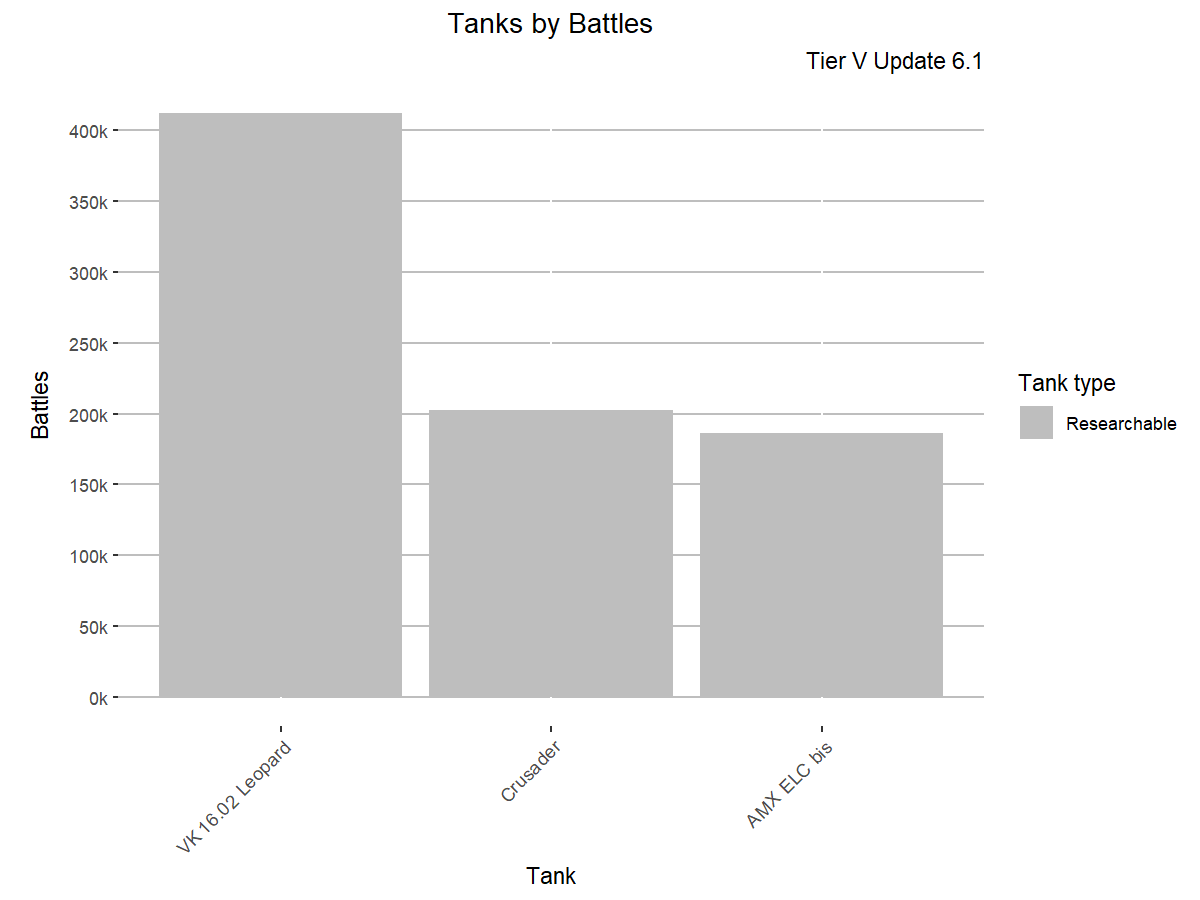 Tanks by Battles
Tier V Update 6.1
400k
350k
300k
250k
200k
150k
100k
50k
0k
Battles
VK 16.02 Leopard
Crusader
AMX ELC bis
Tank
Tank type
Researchable